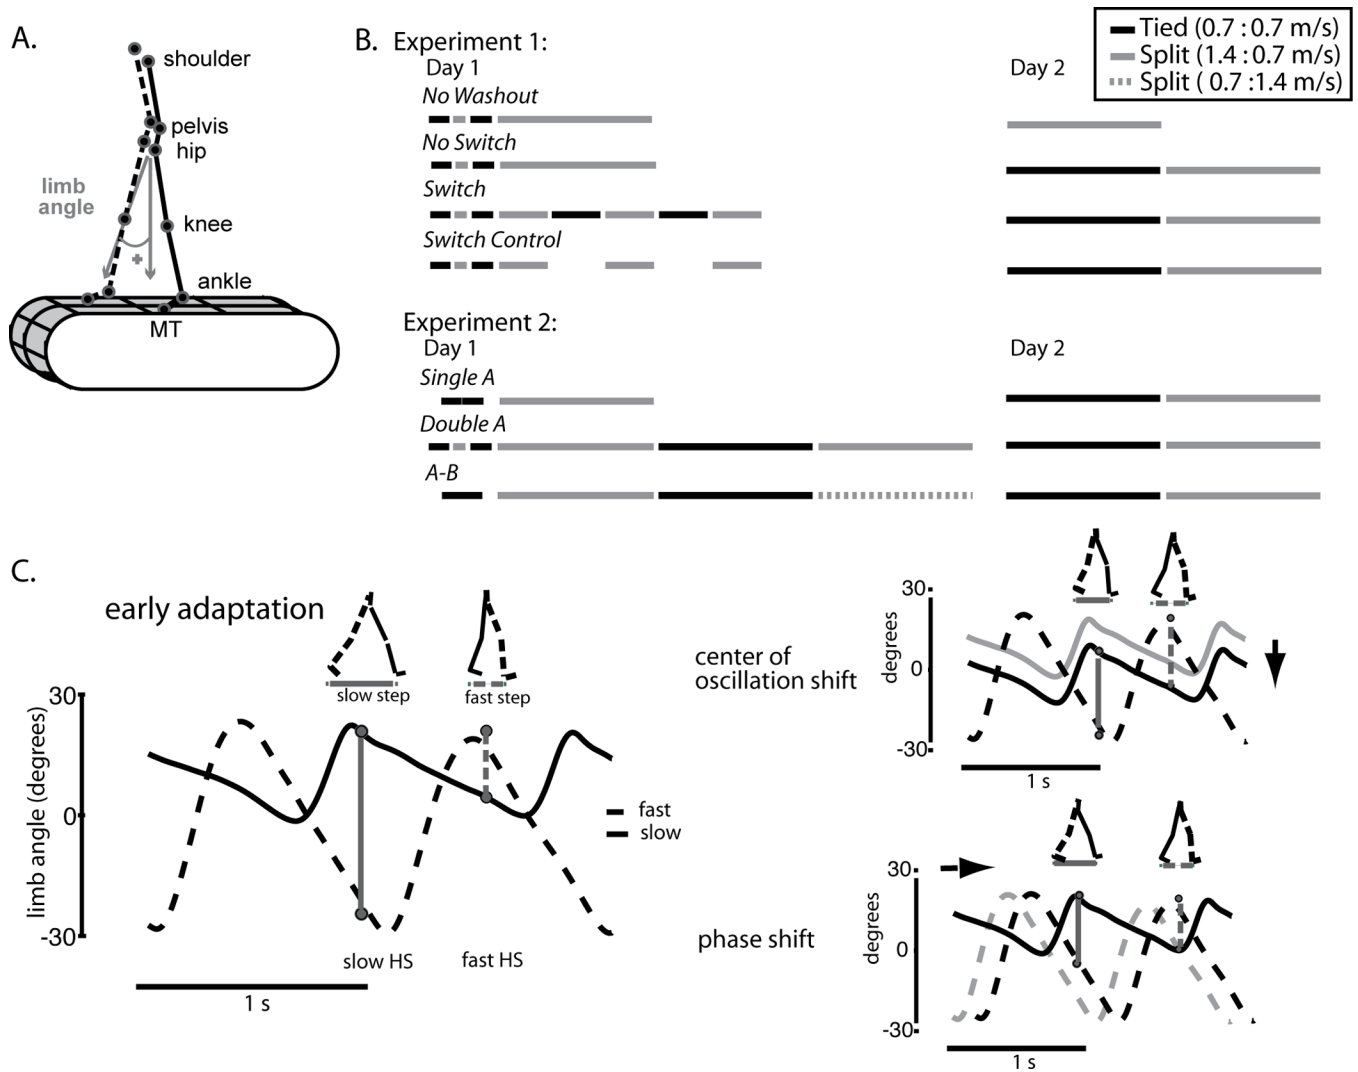 A.
shoulder
pelvis
hip
limb
angle
+
knee
ankle
MT
B. Experiment 1:
Day 1
Day 2
Tied (0.7 : 0.7 m/s)
Split (1.4 : 0.7 m/s)
Split ( 0.7 :1.4 m/s)
No Washout
No Switch
Switch
Switch Control
Experiment 2:
Day 1
Day 2
Single A
Double A
A-B
C.
early adaptation
slow step
fast step
30
0
-30
limb angle (degrees)
fast
slow
slow HS
fast HS
1 s
center of
oscillation shift
30
0
-30
degrees
1 s
phase shift
30
0
-30
degrees
1 s